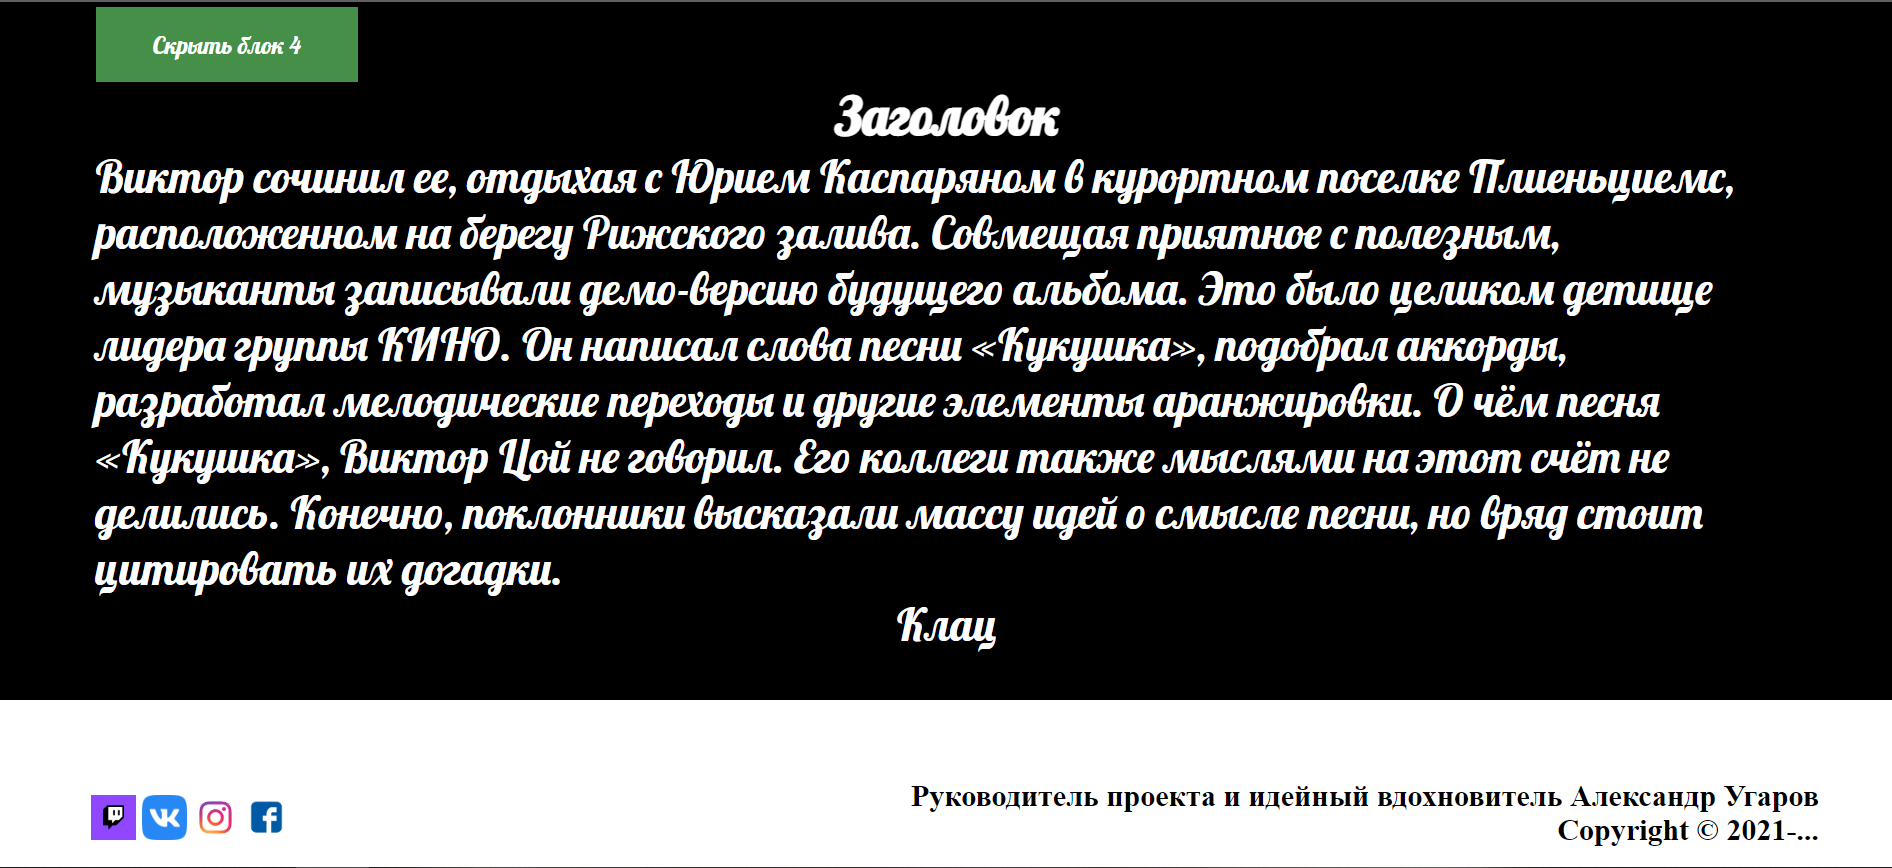 Скрыть блок 4
Заголовок
Виктор сочинил ее, отдыхая с Юрием Каспаряном в курортном поселке Плиеньциемс,
расположенном на берегу Рижского залива. Совмещая приятное с полезным,
музыканты записывали демо-версию будущего альбома. Это было целиком детище
лидера группы КИНО. Он написал слова песни «Кукушка», подобрал аккорды,
разработал мелодические переходы и другие элементы аранжировки. О чём песня
«Кукушка», Виктор Цой не говорил. Его коллеги также мыслями на этот счёт не
делились. Конечно, поклонники высказали массу идей о смысле песни, но вряд стоит
цитировать их догадки.
Клац
Руководитель проекта и идейный вдохновитель Александр Угаров
Copyright © 2021-...